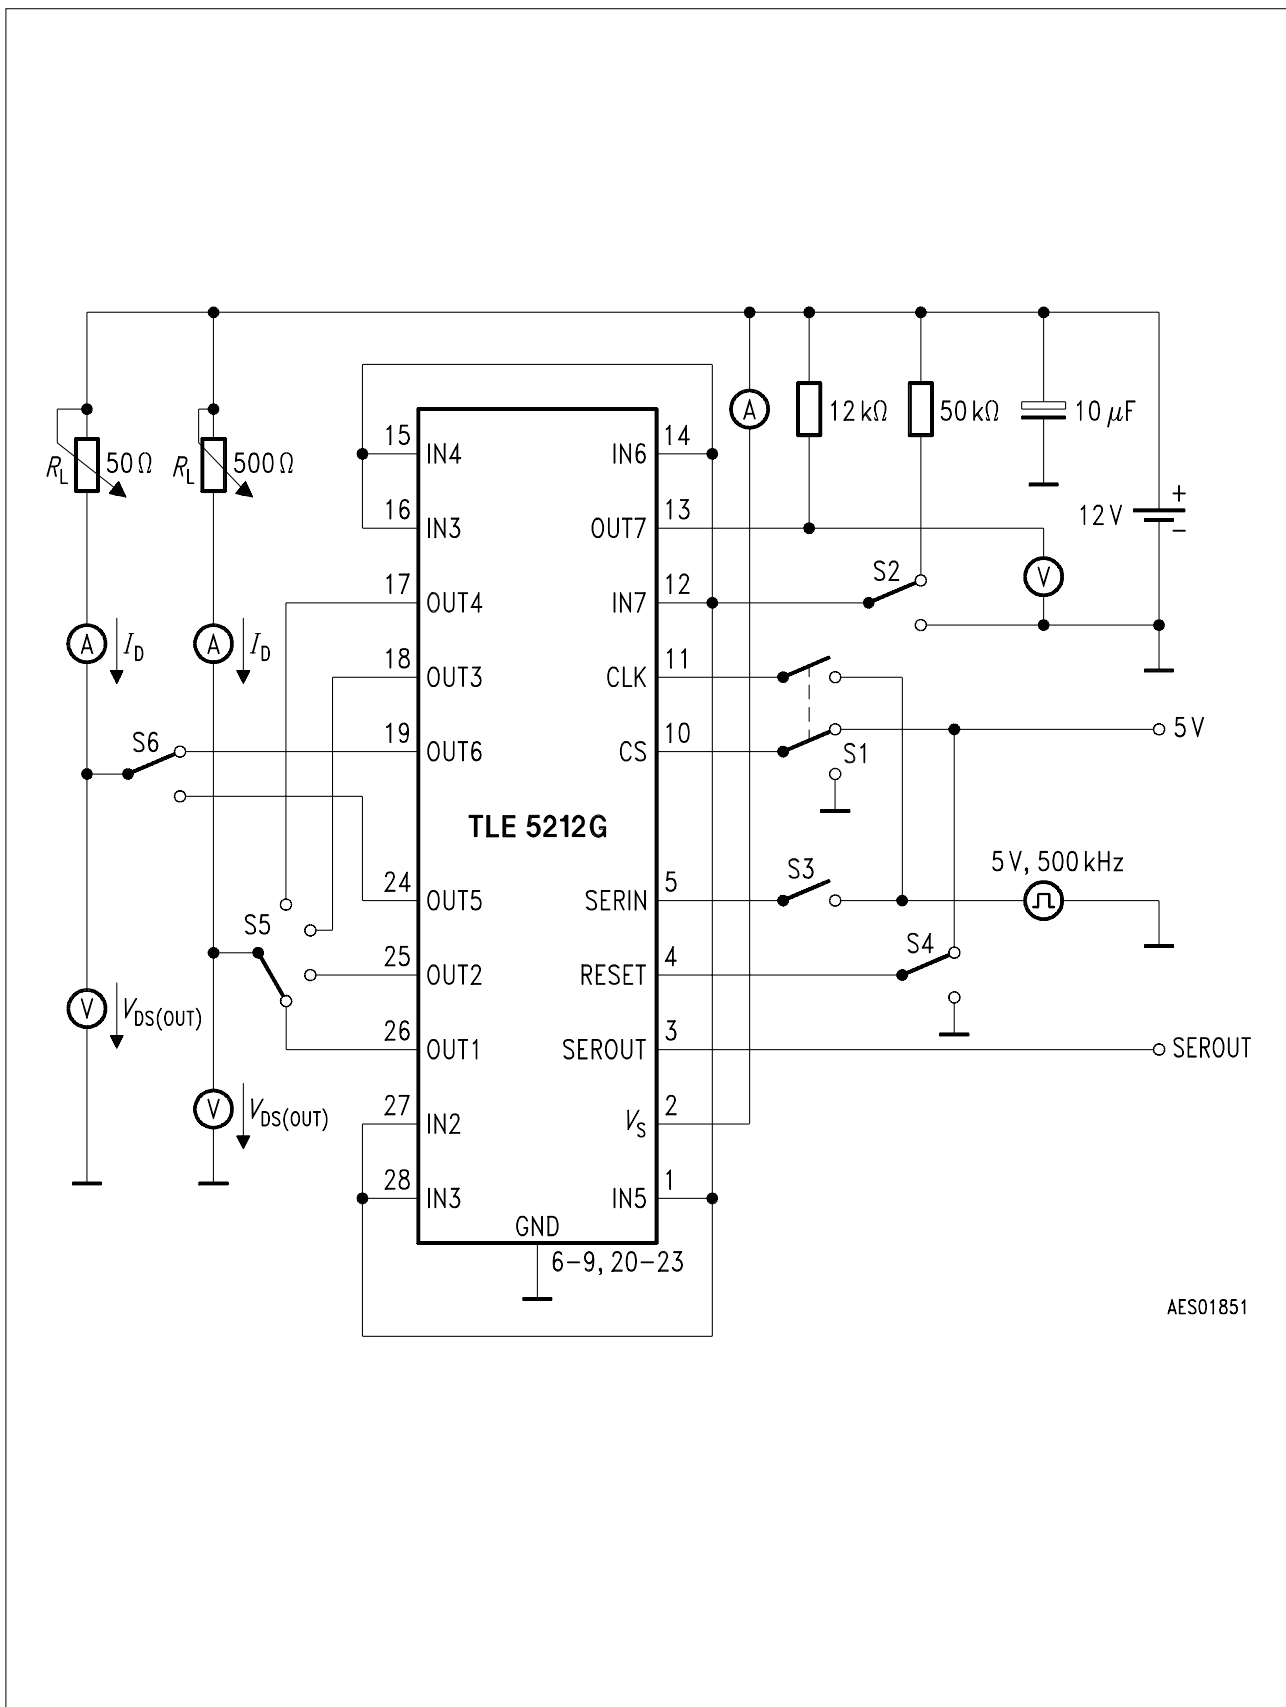 A
12 kΩ
50 kΩ
10 μF
15
IN4
IN6
14
R_L
50 Ω
R_L
500 Ω
16
IN3
OUT7
13
12 V
+
−
17
OUT4
IN7
12
S2
V
A
I_D
A
I_D
18
OUT3
CLK
11
S6
19
OUT6
CS
10
S1
5 V
TLE 5212G
5 V, 500 kHz
24
OUT5
SERIN
5
S3
S5
25
OUT2
RESET
4
S4
V
V_DS(OUT)
26
OUT1
SEROUT
3
SEROUT
V
V_DS(OUT)
27
IN2
V_S
2
28
IN3
IN5
1
GND
6–9, 20–23
AES01851